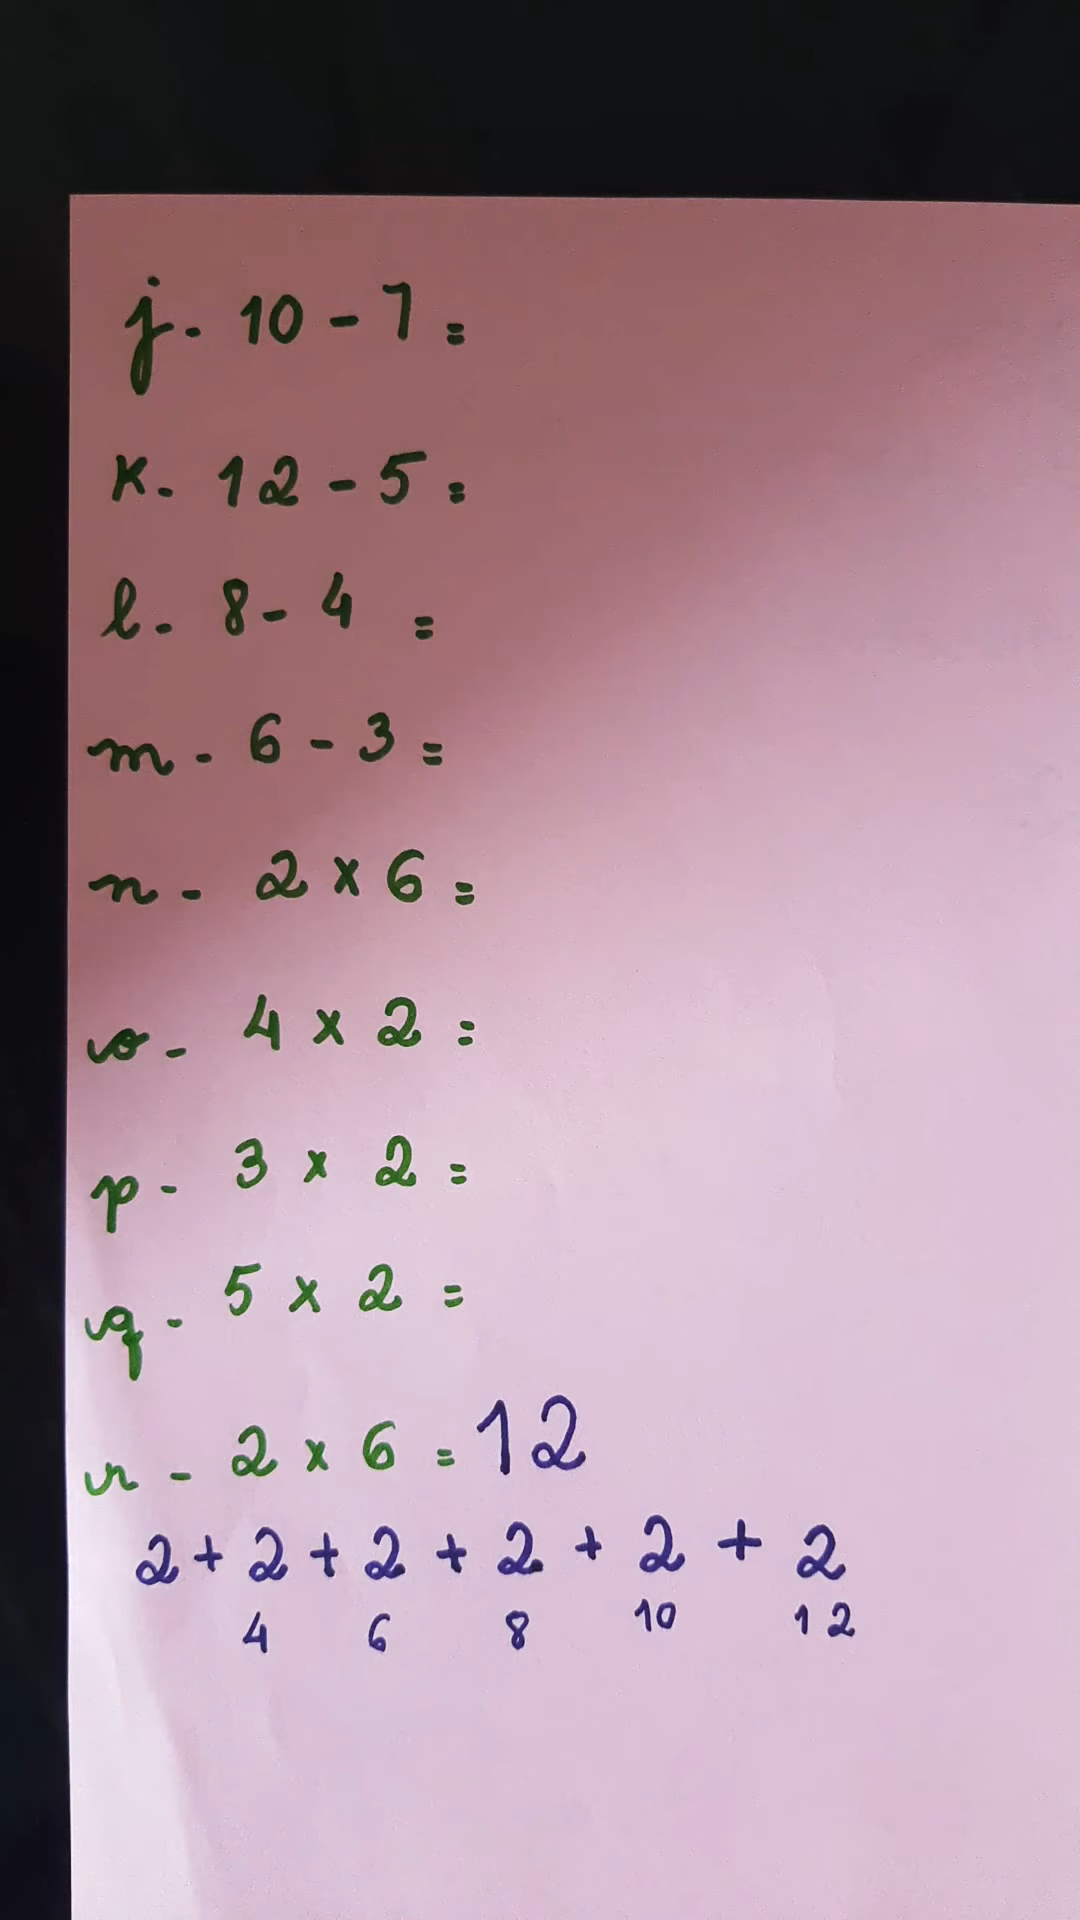 j- 10 - 7 =
K- 12 - 5 =
l- 8 - 4 =
m - 6 - 3 =
n - 2 x 6 =
o - 4 x 2 =
p - 3 x 2 =
q - 5 x 2 =
r - 2 x 6 = 12
2 + 2 + 2 + 2 + 2 + 2
4 6 8 10 12